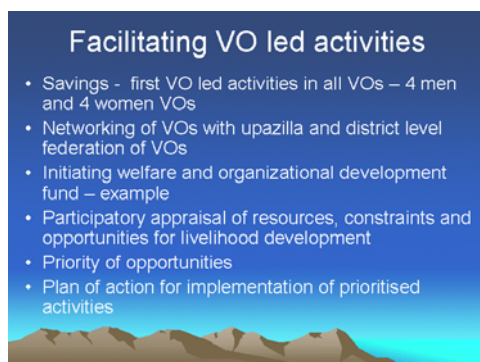 Facilitating VO led activities
• Savings - first VO led activities in all VOs – 4 men
and 4 women VOs
• Networking of VOs with upazilla and district level
federation of VOs
• Initiating welfare and organizational development
fund – example
• Participatory appraisal of resources, constraints and
opportunities for livelihood development
• Priority of opportunities
• Plan of action for implementation of prioritised
activities